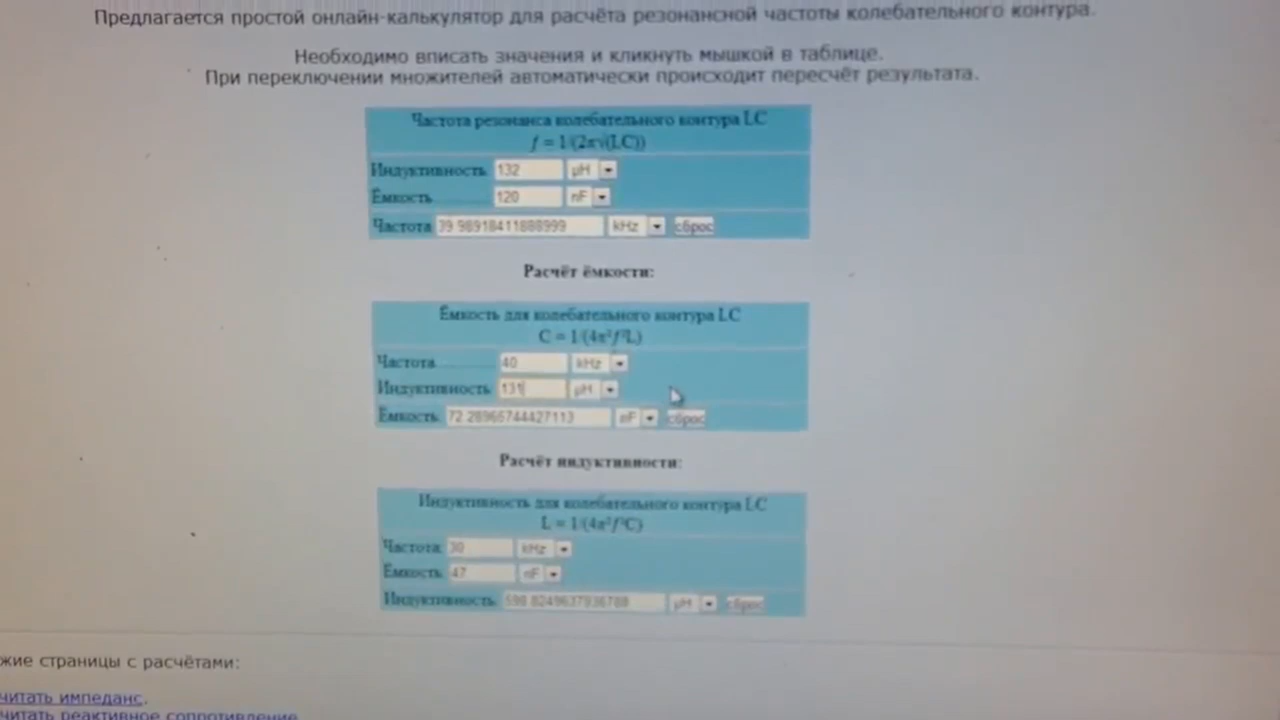 Предлагается простой онлайн-калькулятор для расчёта резонансной частоты колебательного контура.
Необходимо вписать значения и кликнуть мышкой в таблице.
При переключении множителей автоматически происходит пересчёт результата.
Частота резонанса колебательного контура LC
f = 1/(2π√(LC))
Индуктивность 132 μH
Ёмкость 120 nF
Частота 39.98918411888999 kHz сброс
Расчёт ёмкости:
Ёмкость для колебательного контура LC
C = 1/(4π²f²L)
Частота 40 kHz
Индуктивность 131 μH
Ёмкость 72.28965744427113 nF сброс
Расчёт индуктивности:
Индуктивность для колебательного контура LC
L = 1/(4π²f²C)
Частота 30 kHz
Ёмкость 47 nF
Индуктивность μH сброс
жие страницы с расчётами:
читать импеданс.
читать реактивное сопротивление